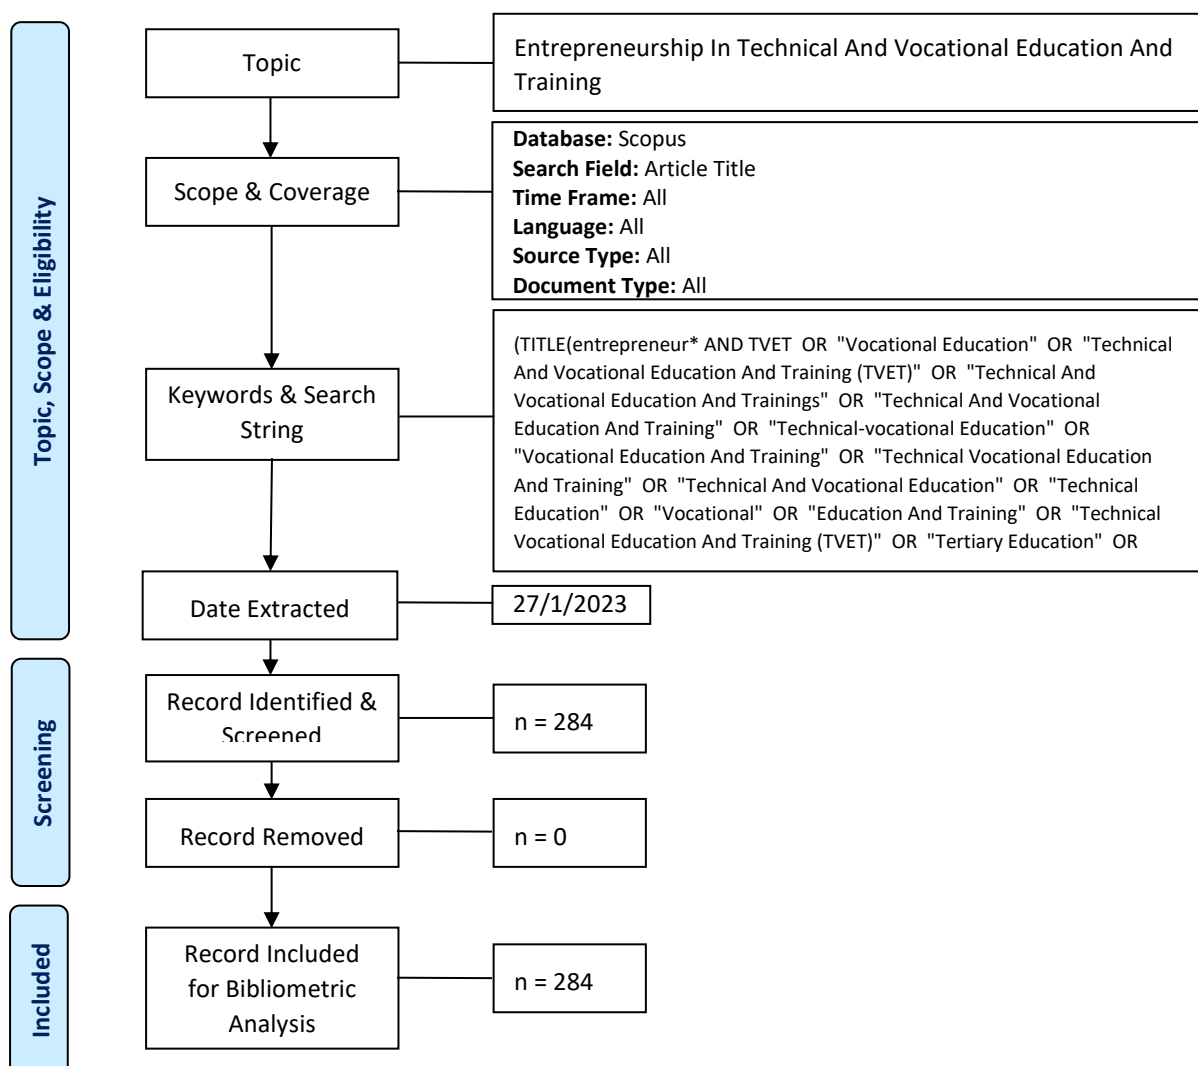 Topic, Scope & Eligibility
Topic
Entrepreneurship In Technical And Vocational Education And
Training
Scope & Coverage
Database: Scopus
Search Field: Article Title
Time Frame: All
Language: All
Source Type: All
Document Type: All
Keywords & Search
String
(TITLE(entrepreneur* AND TVET OR "Vocational Education" OR "Technical
And Vocational Education And Training (TVET)" OR "Technical And
Vocational Education And Trainings" OR "Technical And Vocational
Education And Training" OR "Technical-vocational Education" OR
"Vocational Education And Training" OR "Technical Vocational Education
And Training" OR "Technical And Vocational Education" OR "Technical
Education" OR "Vocational" OR "Education And Training" OR "Technical
Vocational Education And Training (TVET)" OR "Tertiary Education" OR
Date Extracted
27/1/2023
Screening
Record Identified &
Screened
n = 284
Record Removed
n = 0
Included
Record Included
for Bibliometric
Analysis
n = 284